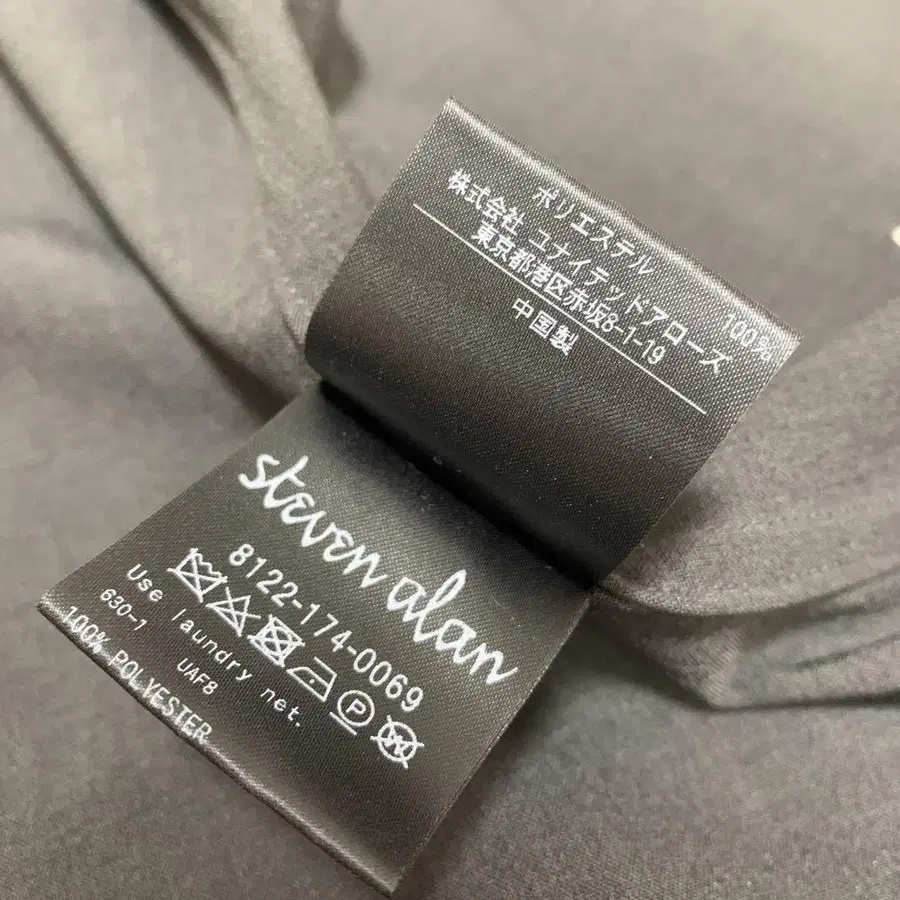 ポリエステル 100%
株式会社 ユナイテッドアローズ
東京都港区赤坂8-1-19
中国製
steven alan
8122-174-0069
P
W
Use laundry net.
630-1 UAF8
100% POLYESTER